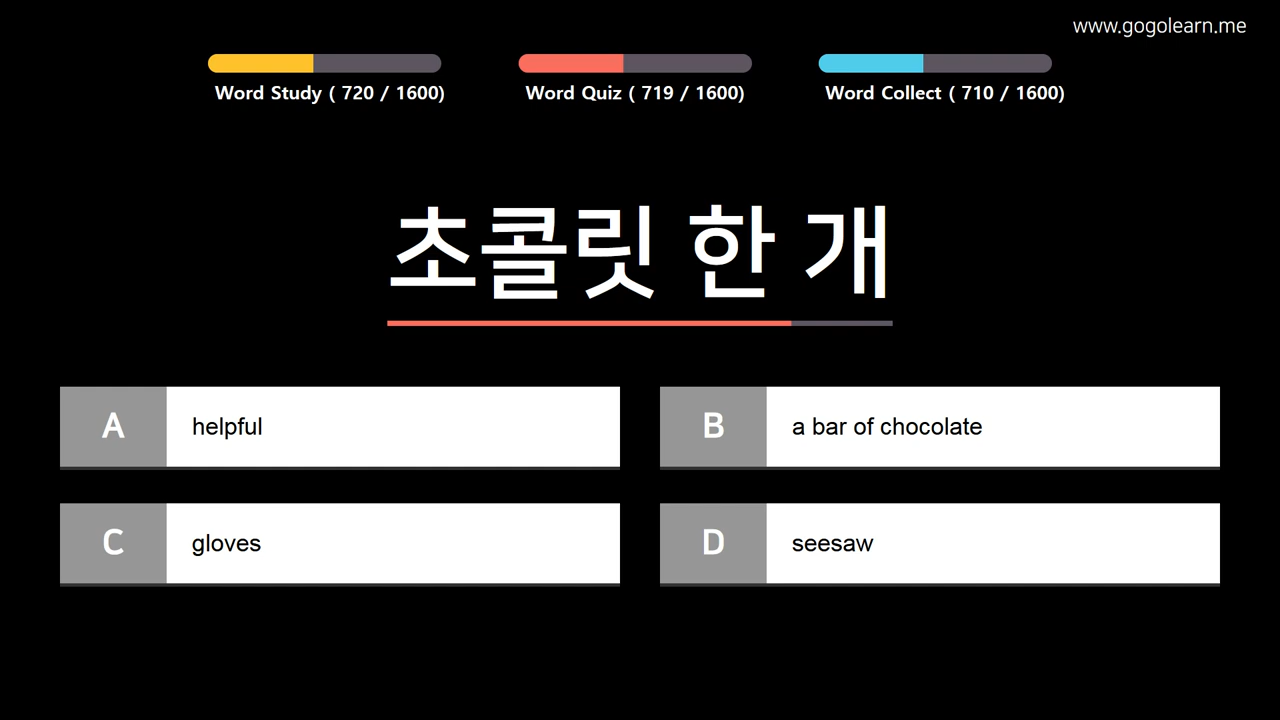 www.gogolearn.me
Word Study ( 720 / 1600)
Word Quiz ( 719 / 1600)
Word Collect ( 710 / 1600)
초콜릿 한 개
A
helpful
B
a bar of chocolate
C
gloves
D
seesaw